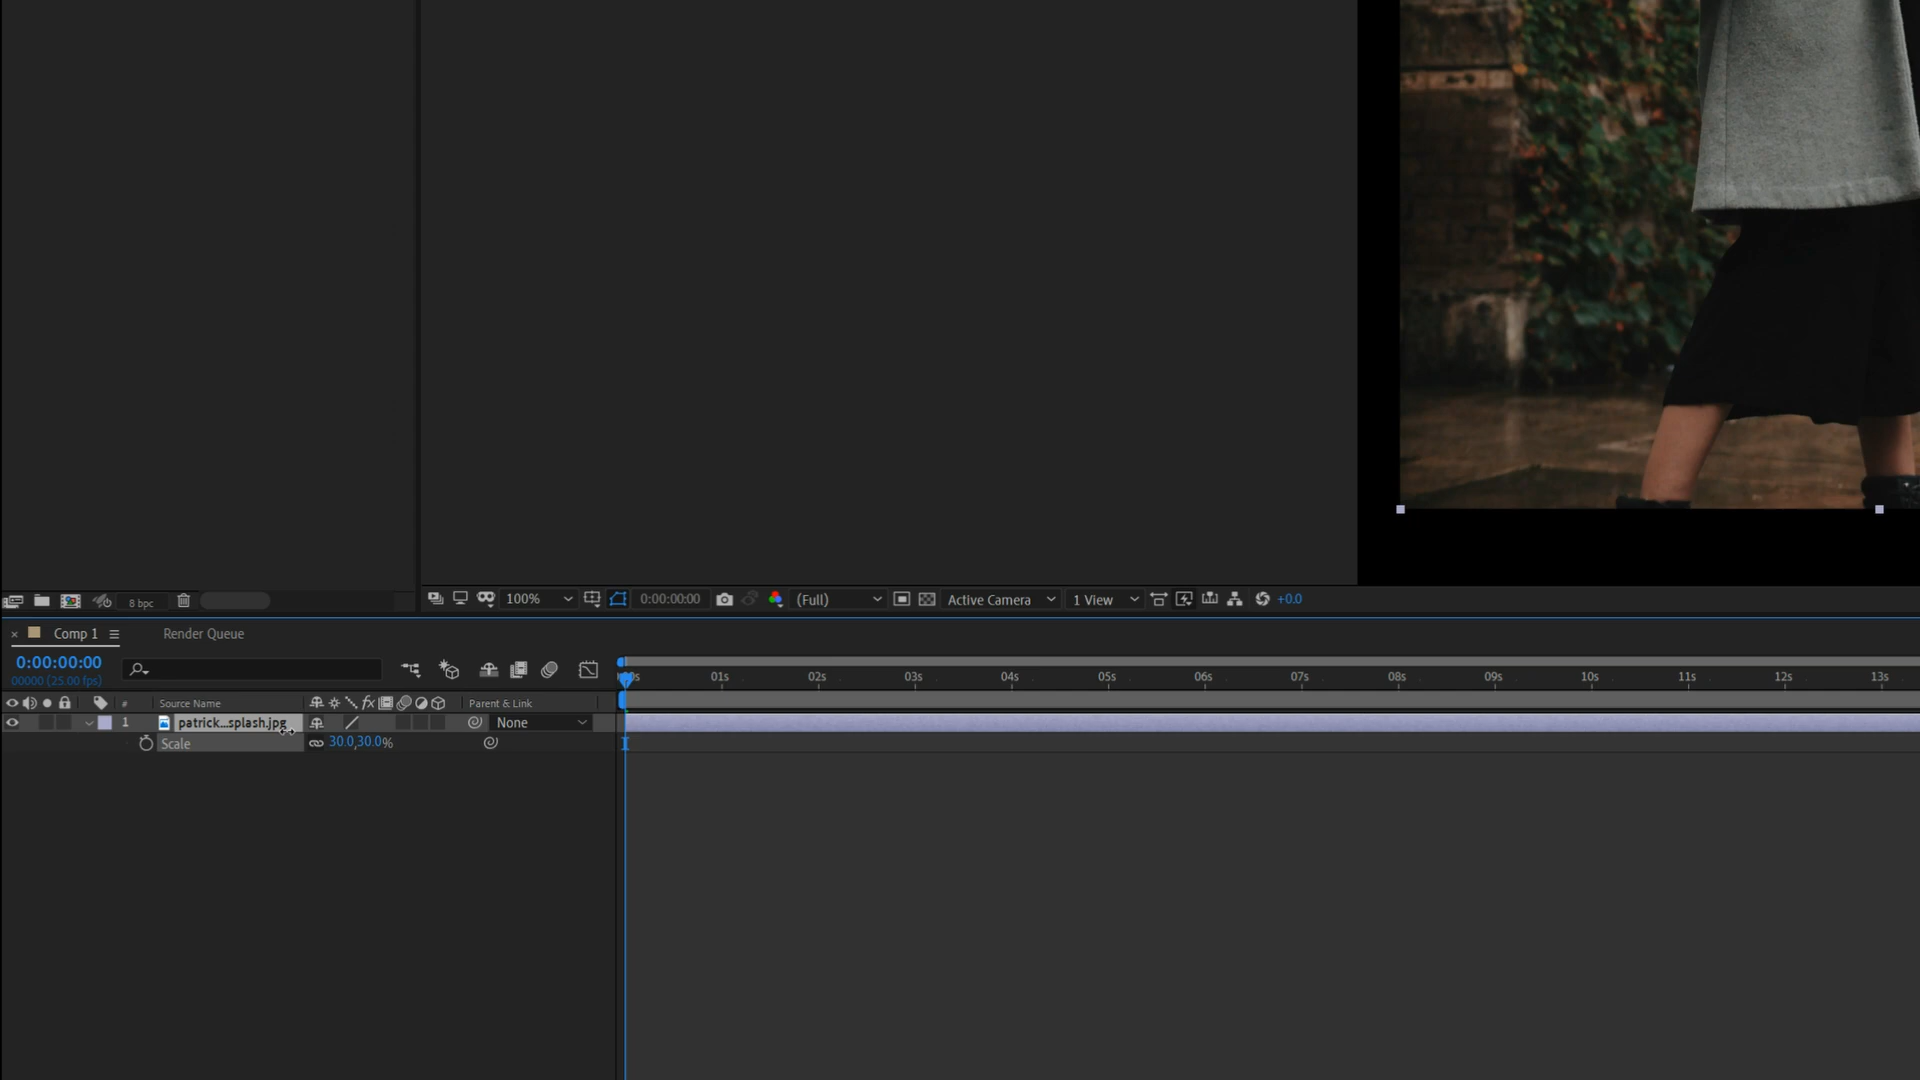 8 bpc
100%
0:00:00:00
(Full)
Active Camera
1 View
+0.0
Comp 1
Render Queue
0:00:00:00
00000 (25.00 fps)
01s
02s
03s
04s
05s
06s
07s
08s
09s
10s
11s
12s
13s
#
Source Name
fx
Parent & Link
1
patrick...splash.jpg
None
Scale
30.0,30.0%